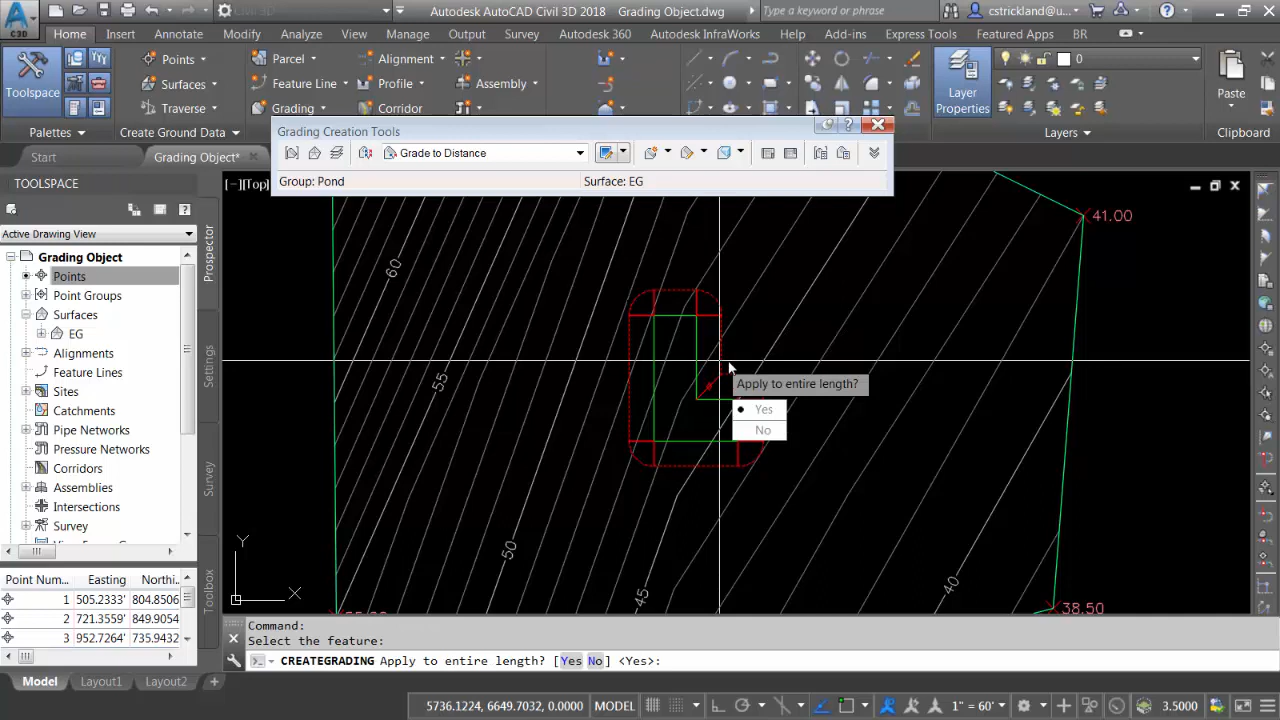 Civil 3D
Autodesk AutoCAD Civil 3D 2018 Grading Object.dwg
Type a keyword or phrase
cstrickland@u...
C3D
Home Insert Annotate Modify Analyze View Manage Output Survey Autodesk 360 Autodesk InfraWorks Help Add-ins Express Tools Featured Apps BR
Toolspace
Points
Surfaces
Traverse
Parcel
Feature Line
Grading
Alignment
Profile
Corridor
Assembly
Layer
Properties
0
Paste
Palettes
Create Ground Data
Layers
Clipboard
Start
Grading Object*
Grading Creation Tools
Grade to Distance
Group: Pond
Surface: EG
TOOLSPACE
Active Drawing View
Grading Object
Points
Point Groups
Surfaces
EG
Alignments
Feature Lines
Sites
Catchments
Pipe Networks
Pressure Networks
Corridors
Assemblies
Intersections
Survey
Prospector
Settings
Survey
Toolbox
Point Num... Easting Northi
1 505.2333' 804.8506
2 721.3559' 849.9054
3 952.7264' 735.9432
[−][Top]
41.00
60
55
50
45
40
38.50
Y
X
Apply to entire length?
Yes
No
Command:
Select the feature:
CREATEGRADING Apply to entire length? [Yes No] <Yes>:
Model Layout1 Layout2
5736.1224, 6649.7032, 0.0000 MODEL
1" = 60'
3.5000